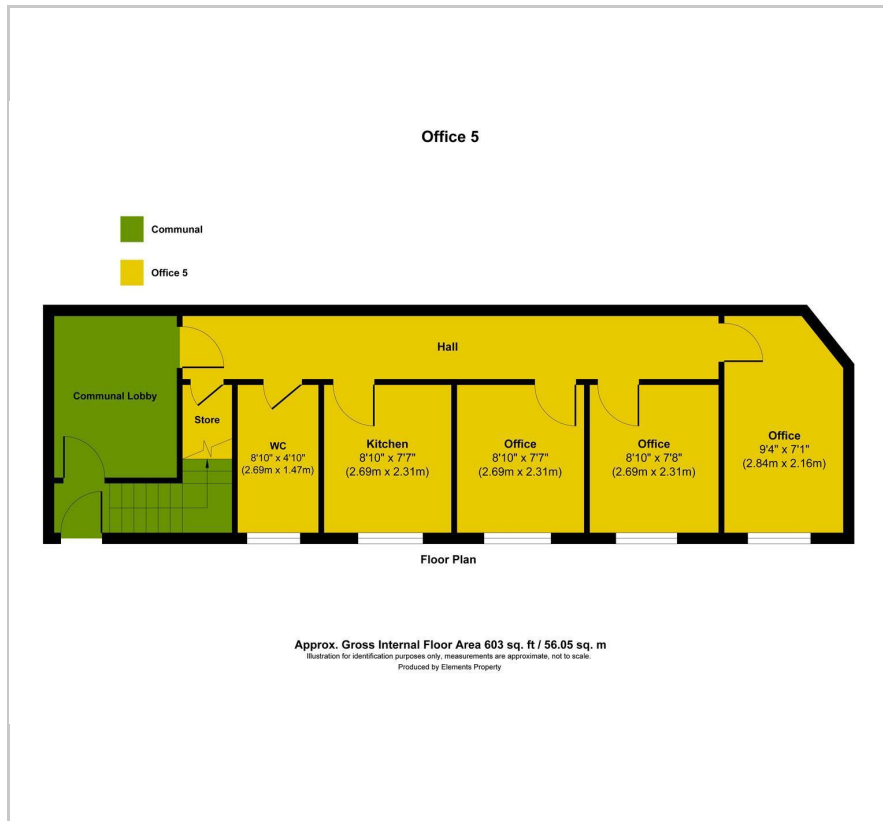 Office 5
Communal
Office 5
Hall
Communal Lobby
Store
WC
8'10" x 4'10"
(2.69m x 1.47m)
Kitchen
8'10" x 7'7"
(2.69m x 2.31m)
Office
8'10" x 7'7"
(2.69m x 2.31m)
Office
8'10" x 7'8"
(2.69m x 2.31m)
Office
9'4" x 7'1"
(2.84m x 2.16m)
Floor Plan
Approx. Gross Internal Floor Area 603 sq. ft / 56.05 sq. m
Illustration for identification purposes only, measurements are approximate, not to scale.
Produced by Elements Property